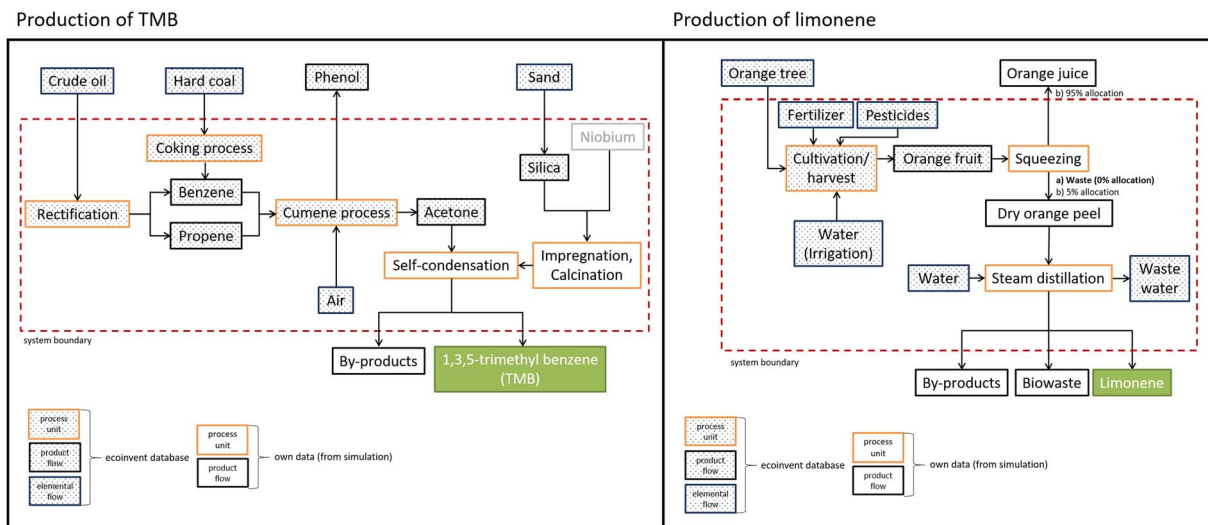 Production of TMB
Crude oil
Hard coal
Phenol
Sand
Coking process
Niobium
Silica
Benzene
Rectification
Cumene process
Acetone
Propene
Self-condensation
Impregnation,
Calcination
Air
system boundary
By-products
1,3,5-trimethyl benzene
(TMB)
process
unit
product
flow
elemental
flow
ecoinvent database
process
unit
product
flow
own data (from simulation)
Production of limonene
Orange tree
Orange juice
b) 95% allocation
Fertilizer
Pesticides
Cultivation/
harvest
Orange fruit
Squeezing
a) Waste (0% allocation)
b) 5% allocation
Dry orange peel
Water
(Irrigation)
Water
Steam distillation
Waste
water
system boundary
By-products
Biowaste
Limonene
process
unit
product
flow
elemental
flow
ecoinvent database
process
unit
product
flow
own data (from simulation)